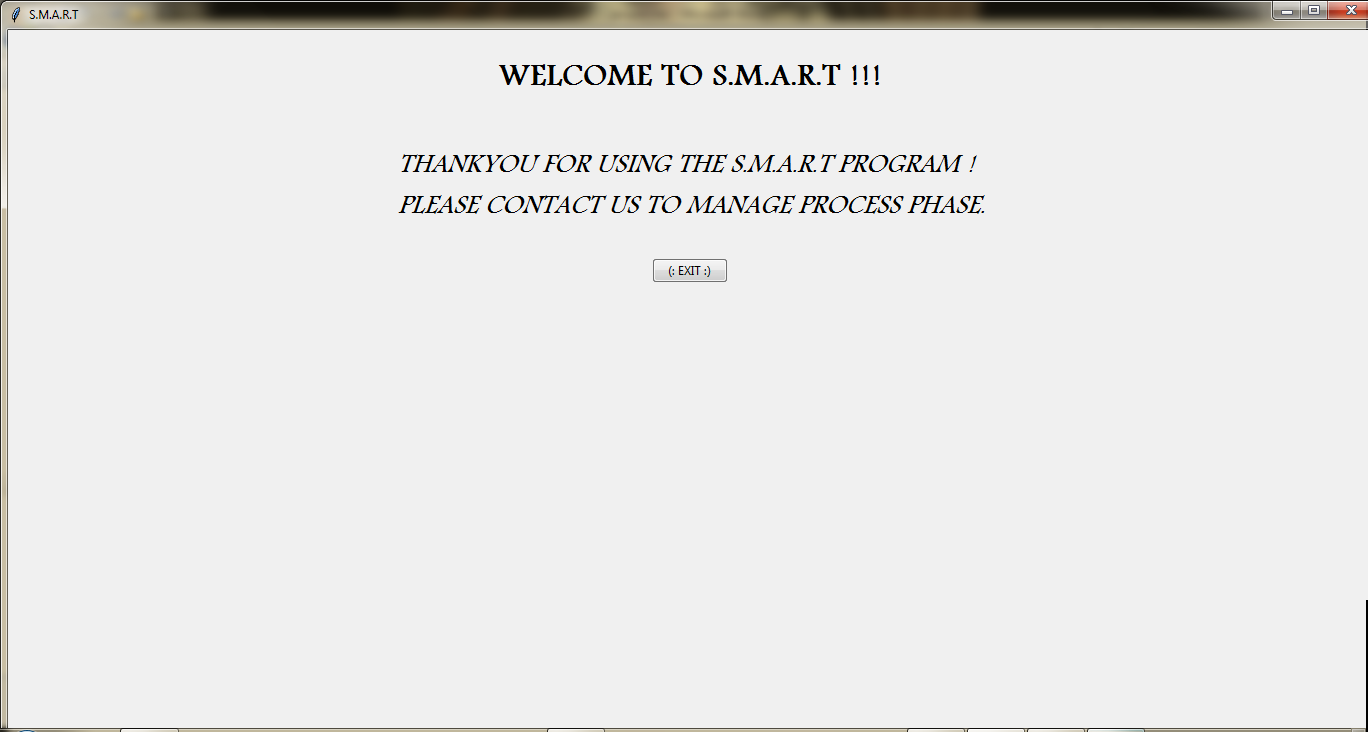 S.M.A.R.T
WELCOME TO S.M.A.R.T !!!
THANKYOU FOR USING THE S.M.A.R.T PROGRAM !
PLEASE CONTACT US TO MANAGE PROCESS PHASE.
(: EXIT :)